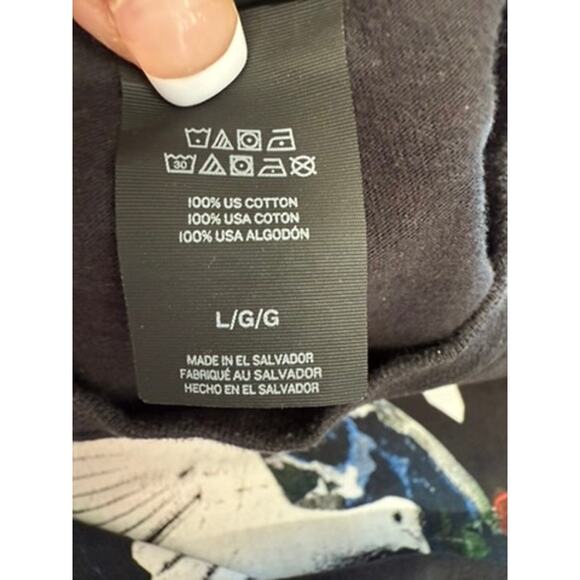 30
100% US COTTON
100% USA COTON
100% USA ALGODÓN
L/G/G
MADE IN EL SALVADOR
FABRIQUÉ AU SALVADOR
HECHO EN EL SALVADOR